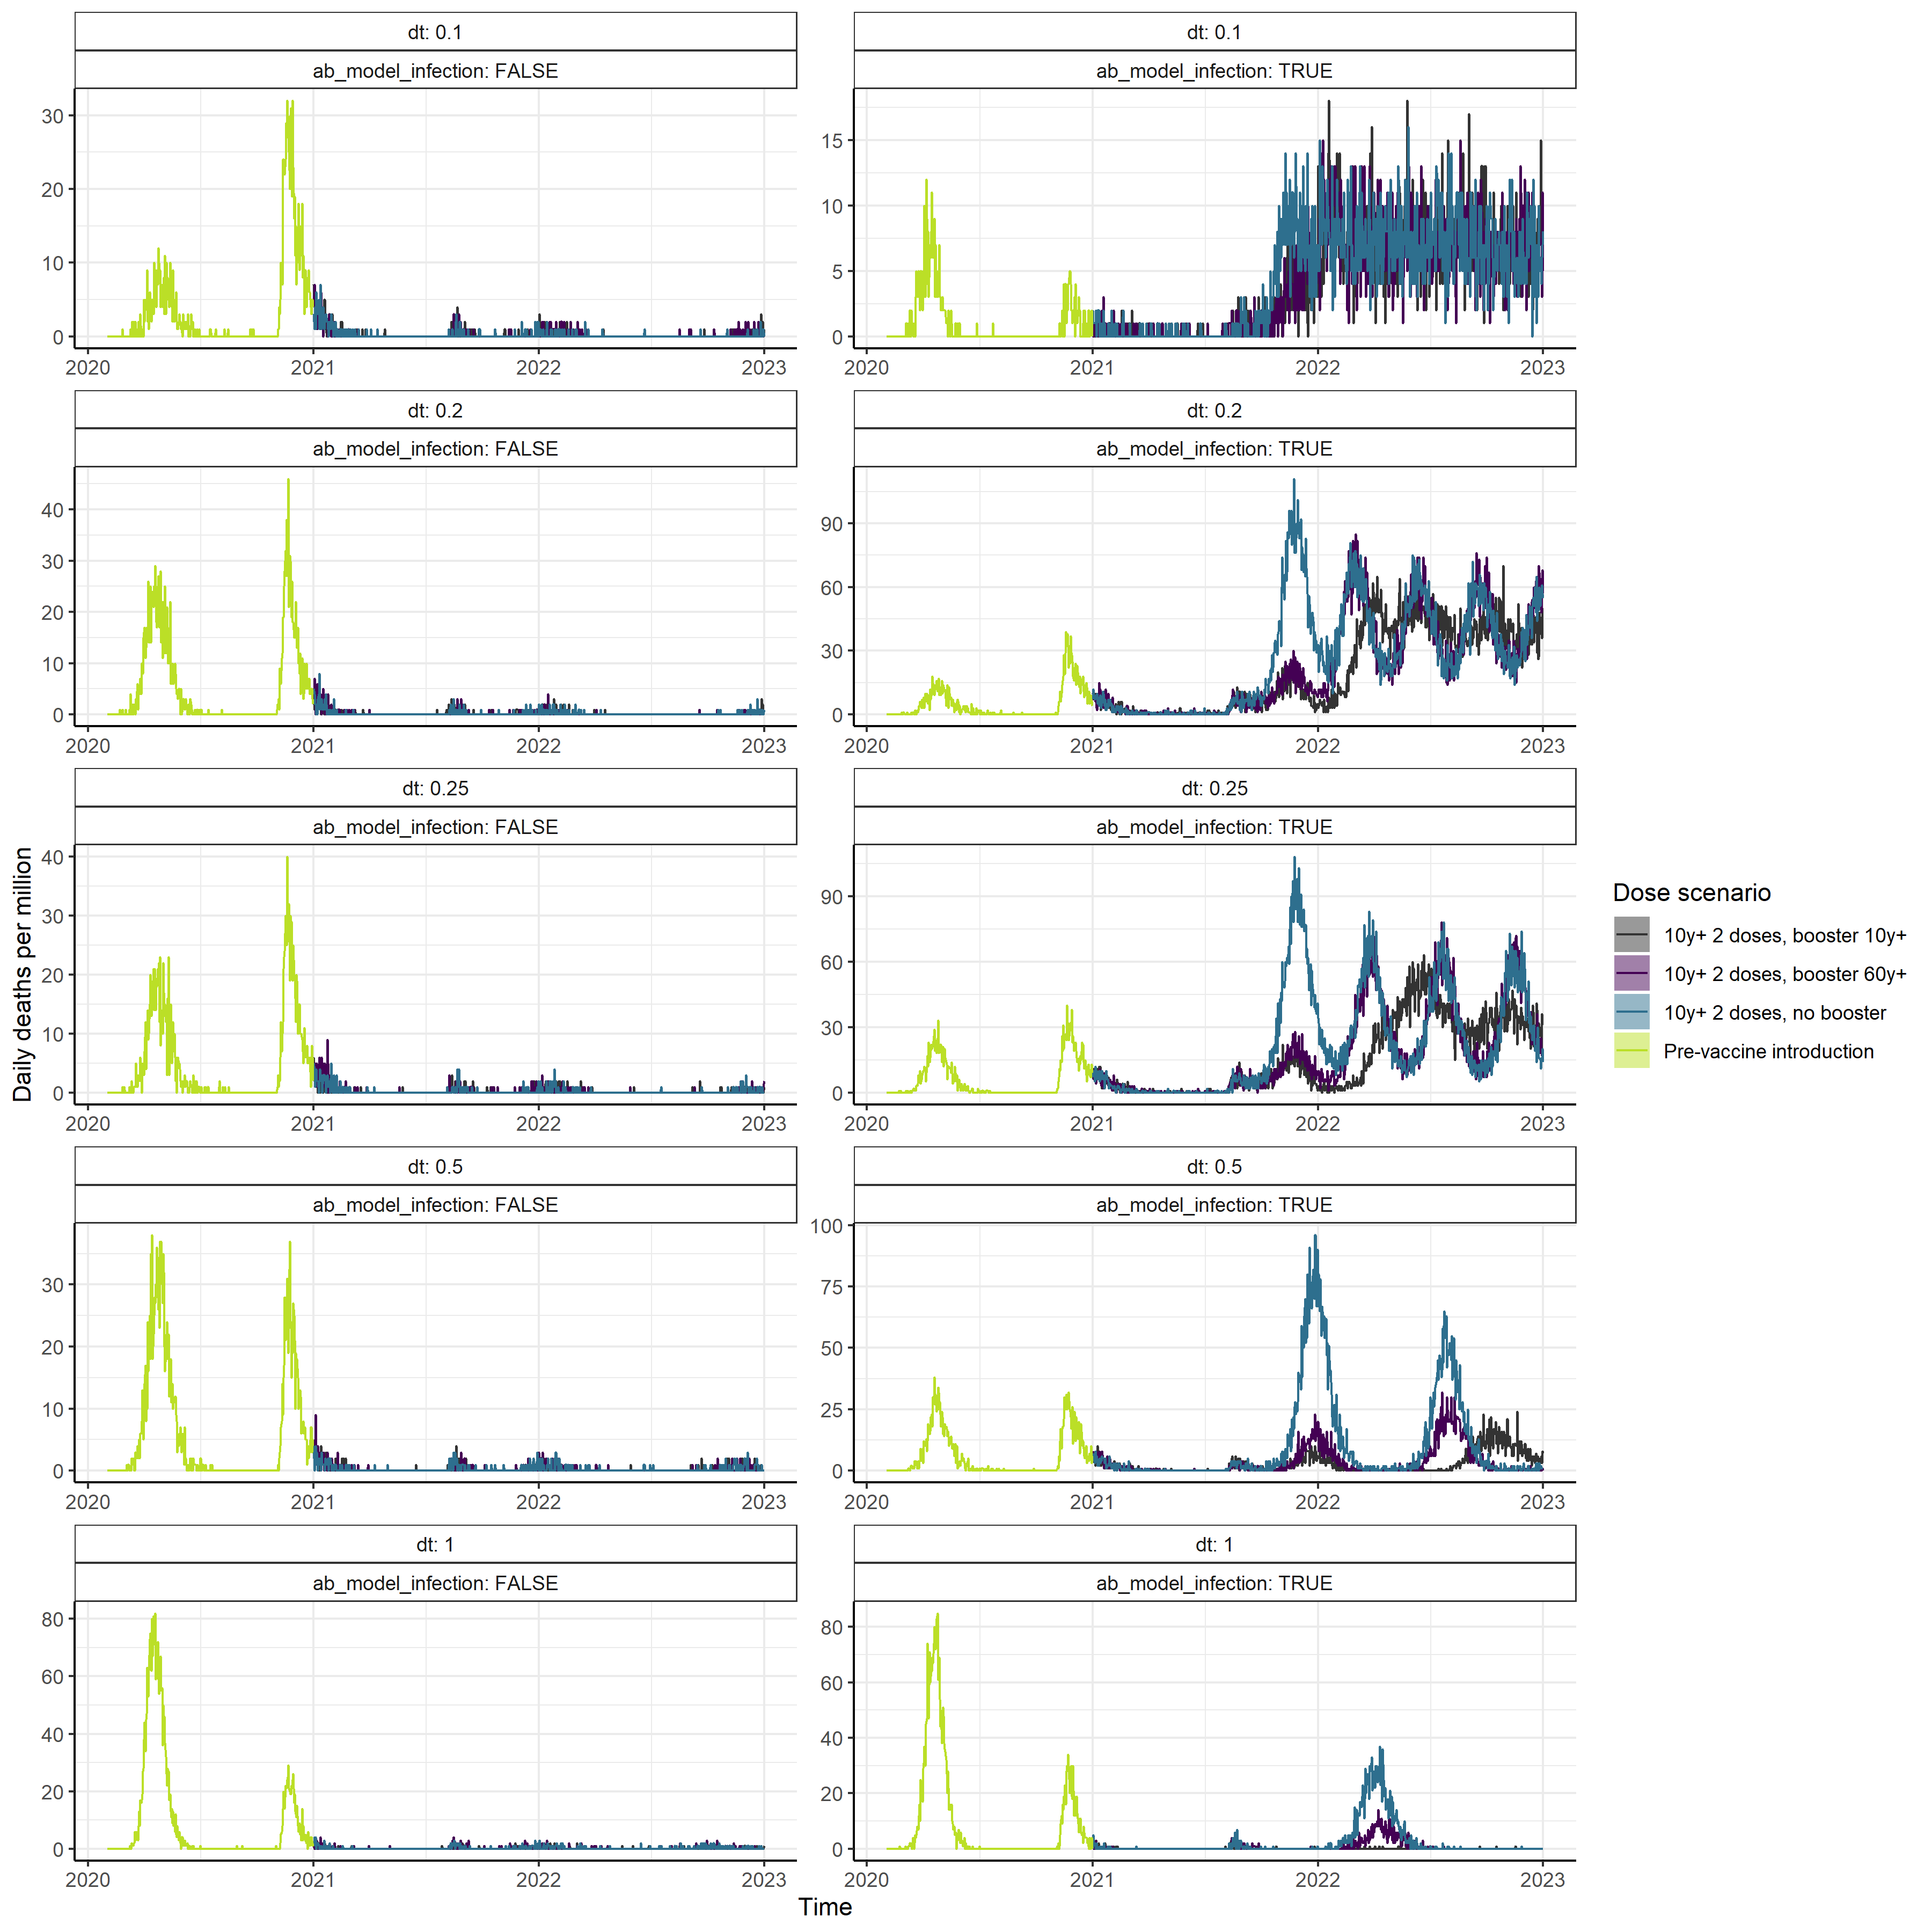 dt: 0.1
ab_model_infection: FALSE
30
20
10
0
2020 2021 2022 2023
dt: 0.1
ab_model_infection: TRUE
15
10
5
0
2020 2021 2022 2023
dt: 0.2
ab_model_infection: FALSE
40
30
20
10
0
2020 2021 2022 2023
dt: 0.2
ab_model_infection: TRUE
90
60
30
0
2020 2021 2022 2023
dt: 0.25
ab_model_infection: FALSE
40
30
20
10
0
2020 2021 2022 2023
dt: 0.25
ab_model_infection: TRUE
90
60
30
0
2020 2021 2022 2023
dt: 0.5
ab_model_infection: FALSE
30
20
10
0
2020 2021 2022 2023
dt: 0.5
ab_model_infection: TRUE
100
75
50
25
0
2020 2021 2022 2023
dt: 1
ab_model_infection: FALSE
80
60
40
20
0
2020 2021 2022 2023
dt: 1
ab_model_infection: TRUE
80
60
40
20
0
2020 2021 2022 2023
Daily deaths per million
Time
Dose scenario
10y+ 2 doses, booster 10y+
10y+ 2 doses, booster 60y+
10y+ 2 doses, no booster
Pre-vaccine introduction